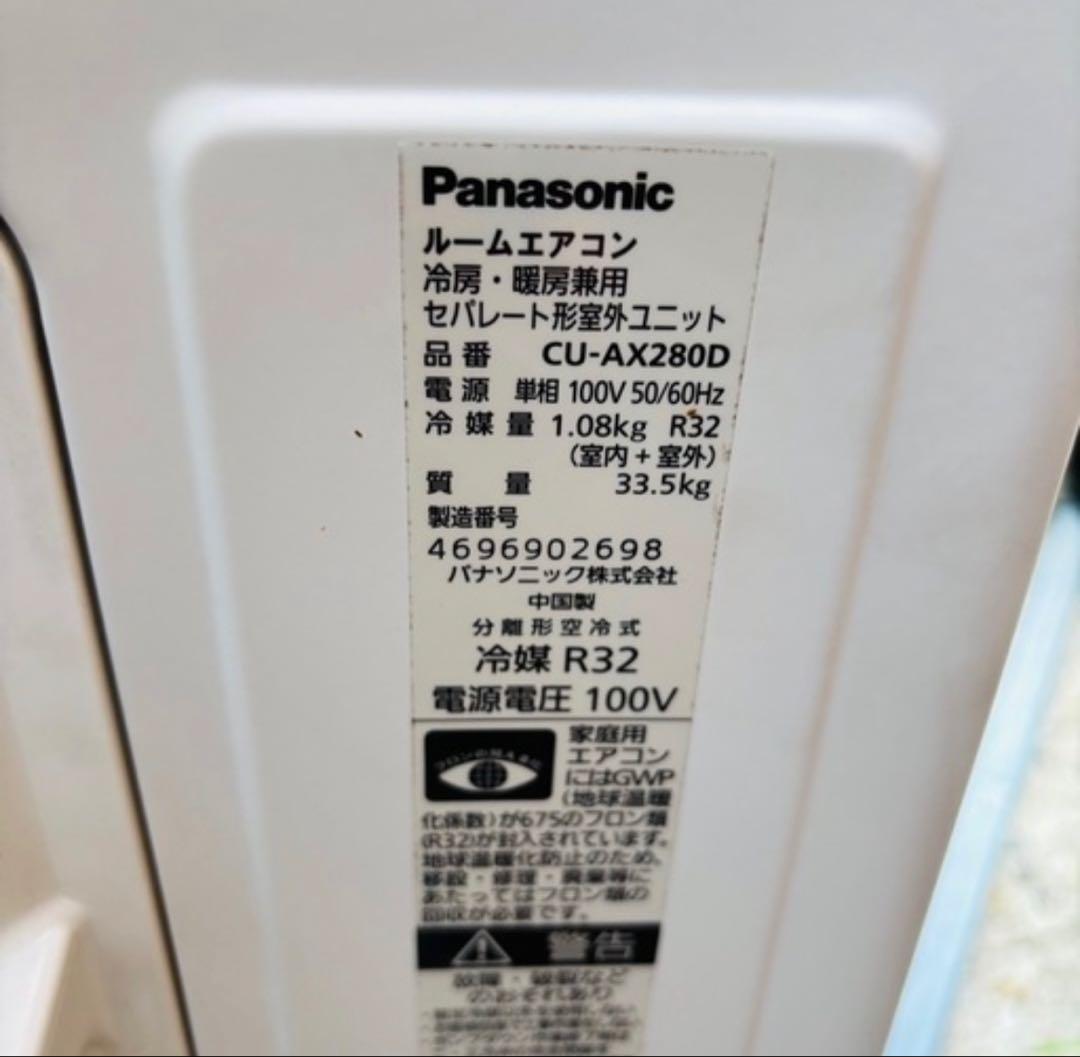 Panasonic
ルームエアコン
冷房・暖房兼用
セパレート形室外ユニット
品番 CU-AX280D
電源 単相 100V 50/60Hz
冷媒量 1.08kg R32
(室内+室外)
質量 33.5kg
製造番号
4696902698
パナソニック株式会社
中国製
分離形空冷式
冷媒 R32
電源電圧 100V
家庭用
エアコン
にはGWP
(地球温暖
化係数)が675のフロン類
(R32)が封入されています。
地球温暖化防止のため、
移設・修理・廃棄等に
あたってはフロン類の
回収が必要です。
警告
のおそれあり